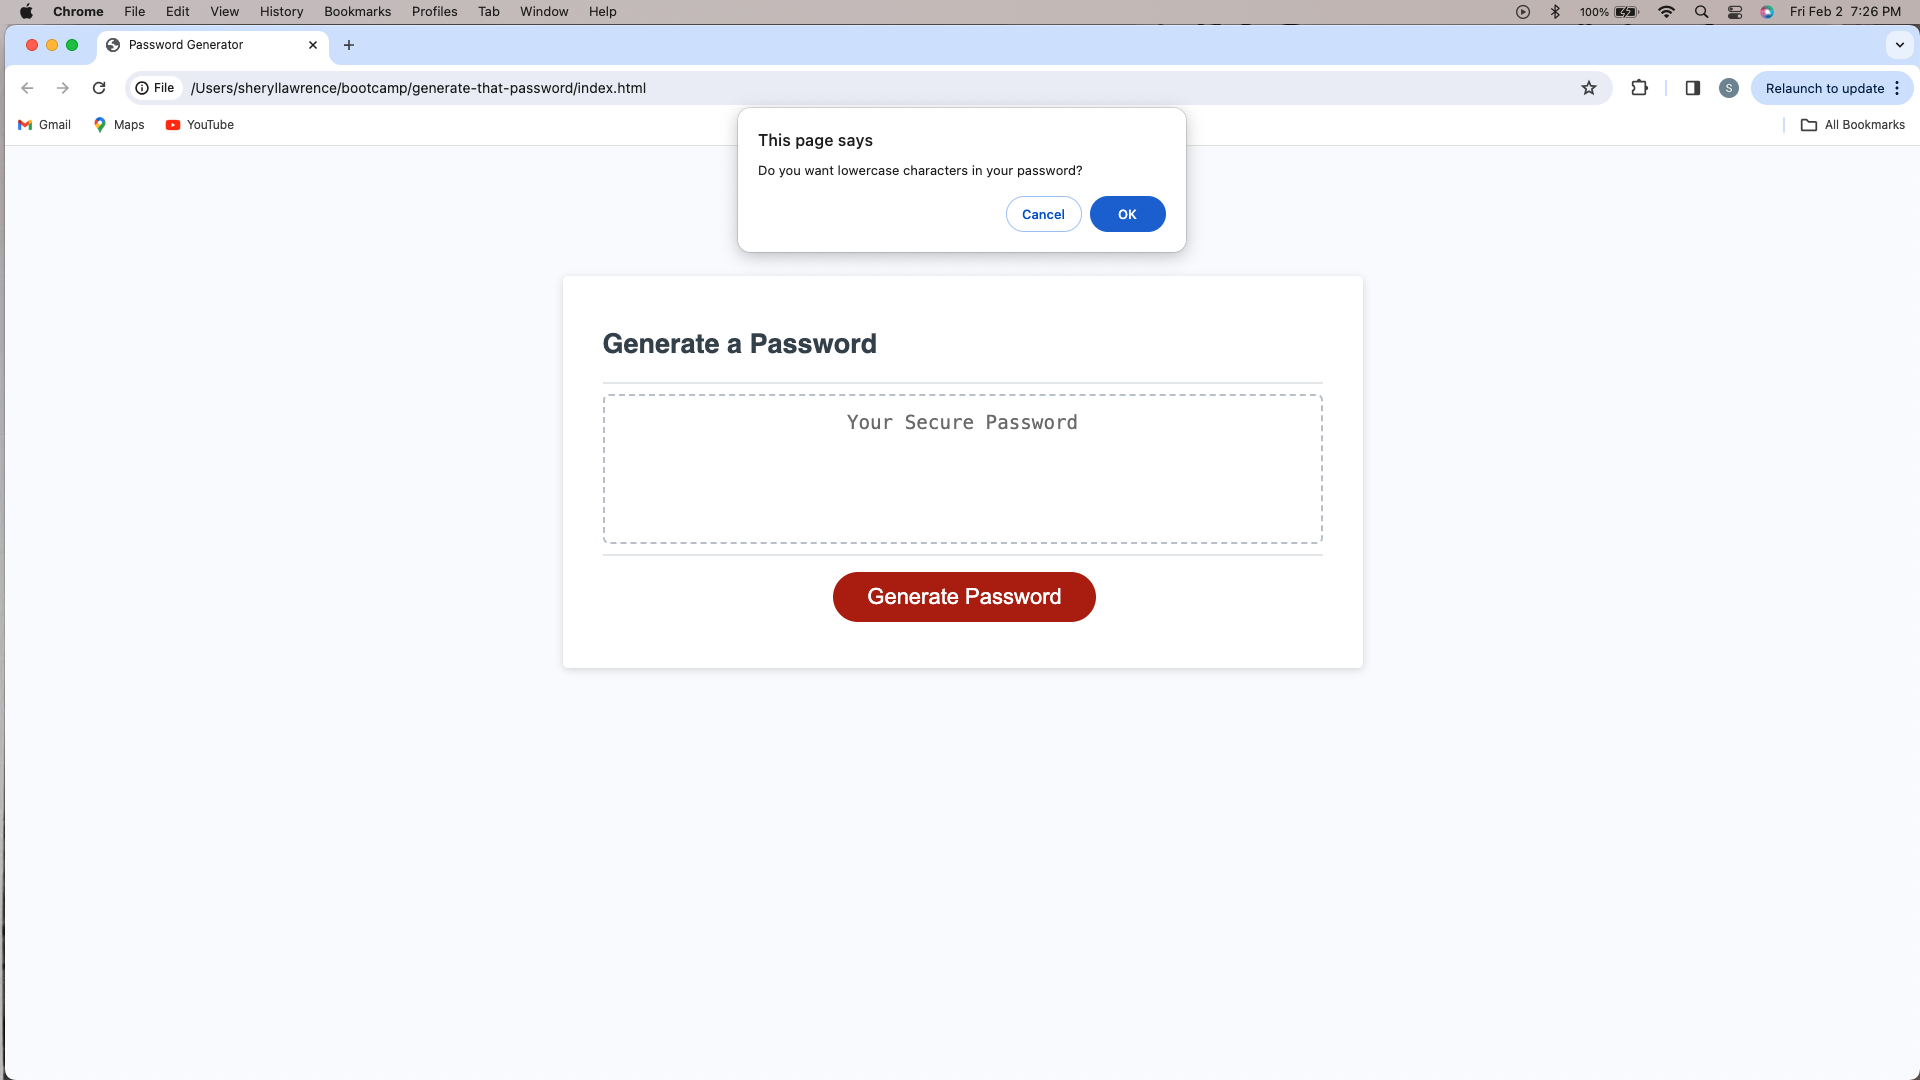 Chrome File Edit View History Bookmarks Profiles Tab Window Help 100% Fri Feb 2 7:26 PM
Password Generator
File /Users/sheryllawrence/bootcamp/generate-that-password/index.html S Relaunch to update
Gmail Maps YouTube All Bookmarks
This page says
Do you want lowercase characters in your password?
Cancel OK
Generate a Password
Your Secure Password
Generate Password